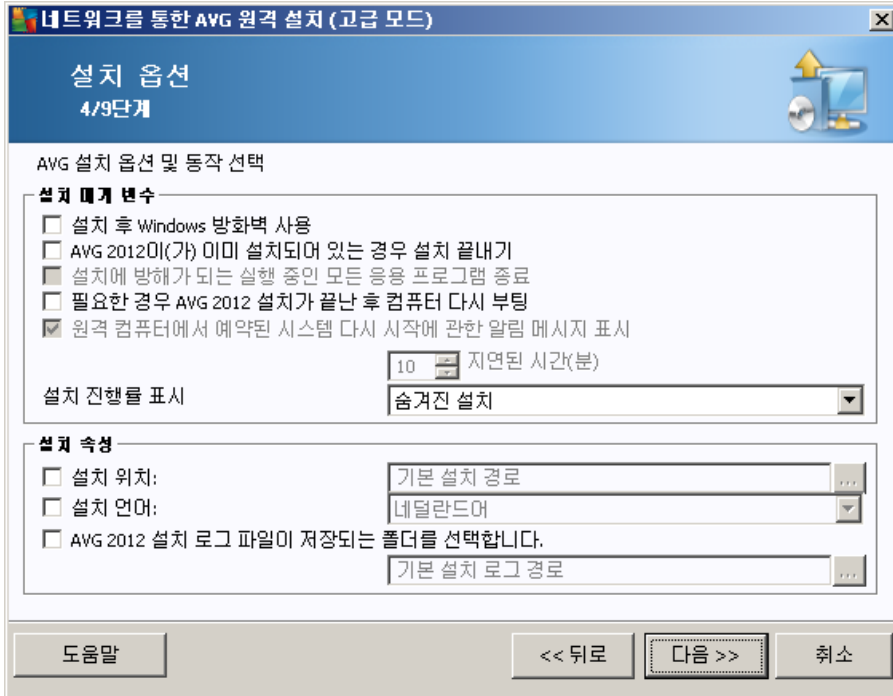 네트워크를 통한 AVG 원격 설치 (고급 모드)
설치 옵션
4/9단계
AVG 설치 옵션 및 동작 선택
설치 매개 변수
설치 후 Windows 방화벽 사용
AVG 2012이(가) 이미 설치되어 있는 경우 설치 끝내기
설치에 방해가 되는 실행 중인 모든 응용 프로그램 종료
필요한 경우 AVG 2012 설치가 끝난 후 컴퓨터 다시 부팅
원격 컴퓨터에서 예약된 시스템 다시 시작에 관한 알림 메시지 표시
10 지연된 시간(분)
설치 진행률 표시 숨겨진 설치
설치 속성
설치 위치: 기본 설치 경로 ...
설치 언어: 네덜란드어
AVG 2012 설치 로그 파일이 저장되는 폴더를 선택합니다.
기본 설치 로그 경로 ...
도움말 << 뒤로 다음 >> 취소